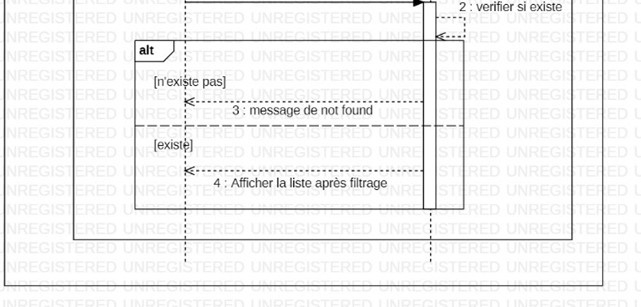 2 : verifier si existe
alt
[n'existe pas]
3 : message de not found
[existe]
4 : Afficher la liste après filtrage
UNREGISTERED